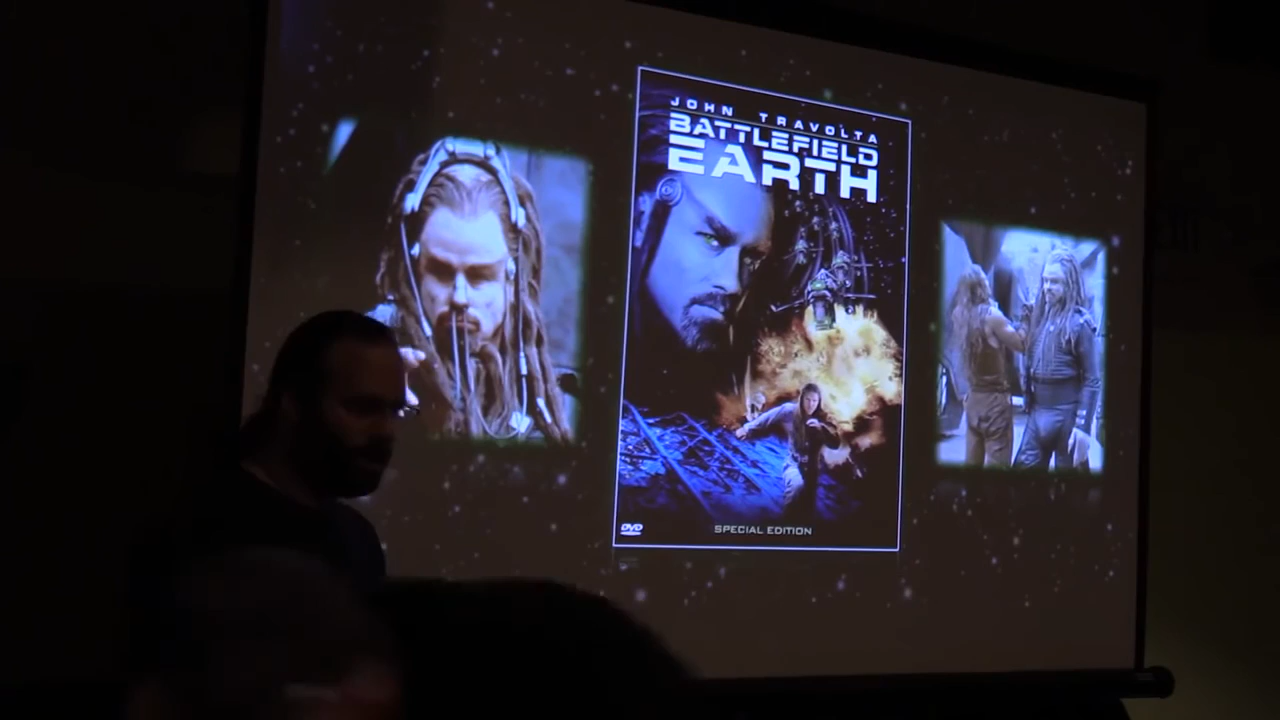 JOHN TRAVOLTA
BATTLEFIELD
EARTH
DVD
SPECIAL EDITION